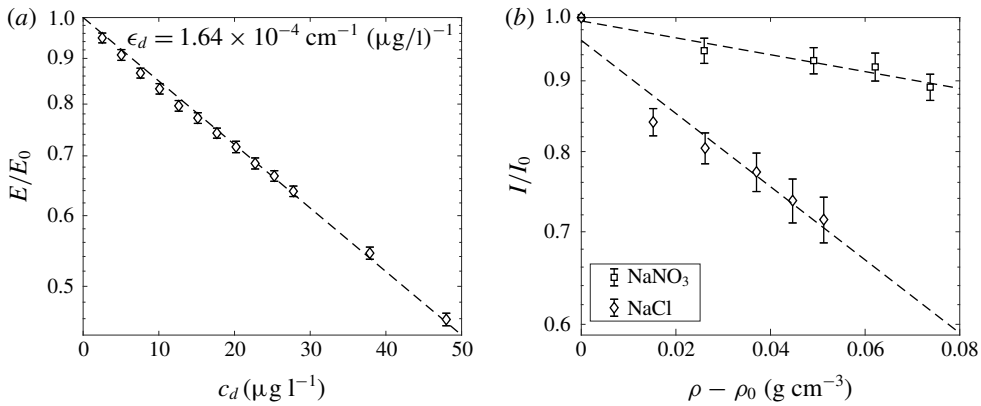 (a)
1.0
0.9
0.8
0.7
0.6
0.5
E/E₀
ϵ_d = 1.64 × 10⁻⁴ cm⁻¹ (μg/l)⁻¹
0 10 20 30 40 50
c_d (μg l⁻¹)
(b)
1.0
0.9
0.8
0.7
0.6
I/I₀
NaNO₃
NaCl
0 0.02 0.04 0.06 0.08
ρ − ρ₀ (g cm⁻³)